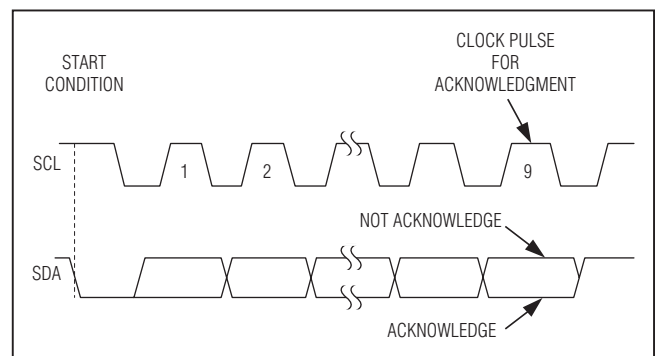 START
CONDITION
CLOCK PULSE
FOR
ACKNOWLEDGMENT
SCL
1
2
9
NOT ACKNOWLEDGE
SDA
ACKNOWLEDGE